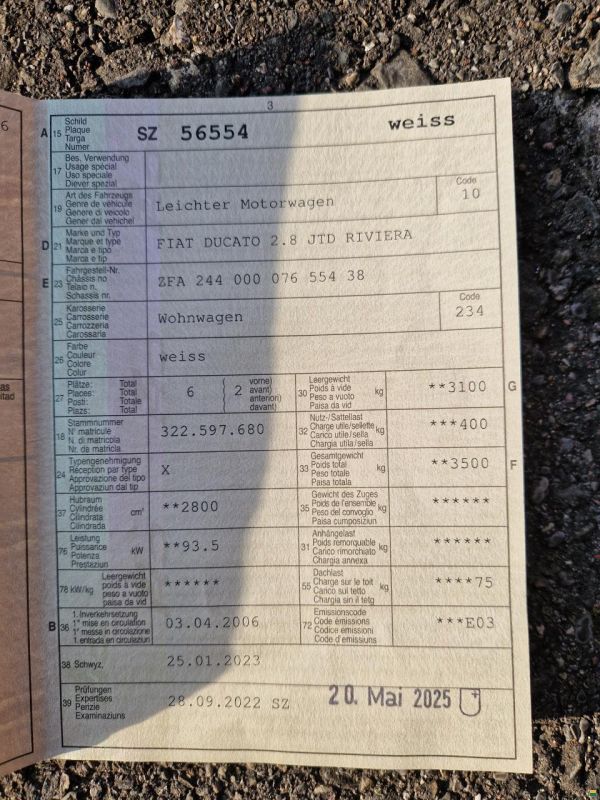 3
A 15 Schild
Plaque
Targa
Numer
SZ 56554 weiss
17 Bes. Verwendung
Usage spécial
Uso speciale
Diever spezial
19 Art des Fahrzeugs
Genre de véhicule
Genere di veicolo
Gener dal vehichel
Leichter Motorwagen
Code
10
D 21 Marke und Typ
Marque et type
Marca e tipo
Marca e tip
FIAT DUCATO 2.8 JTD RIVIERA
E 23 Fahrgestell-Nr.
Châssis no
Telaio n.
Schassis nr.
ZFA 244 000 076 554 38
25 Karosserie
Carrosserie
Carrozzeria
Carossaria
Wohnwagen
Code
234
26 Farbe
Couleur
Colore
Colur
weiss
27 Plätze: Total
Places: Total
Posti: Totale
Plazs: Total
6 2 vorne)
avant)
anteriori)
davant)
30 Leergewicht
Poids à vide
Peso a vuoto
Paisa da vid
kg
**3100 G
18 Stammnummer
N° matricule
N. di matricola
Nr. da matricla
322.597.680
32 Nutz-/Sattellast
Charge utile/sellette
Carico utile/sella
Chargia utila/sella
kg
***400
24 Typengenehmigung
Réception par type
Approvazione del tipo
Approvaziun dal tip
X
33 Gesamtgewicht
Poids total
Peso totale
Paisa totala
kg
**3500 F
37 Hubraum
Cylindrée
Cilindrata
Cilindrada
cm³
**2800
35 Gewicht des Zuges
Poids de l'ensemble
Peso del convoglio
Paisa cumposiziun
kg
******
76 Leistung
Puissance
Potenza
Prestaziun
kW
**93.5
31 Anhängelast
Poids remorquable
Carico rimorchiato
Chargia annexa
kg
******
78 kW/kg Leergewicht
poids à vide
peso a vuoto
paisa da vid
******
55 Dachlast
Charge sur le toit
Carico sul tetto
Chargia sin il tetg
kg
****75
B 36 1. Inverkehrsetzung
1re mise en circulation
1a messa in circolazione
1. entrada en circulaziun
03.04.2006
72 Emissionscode
Code émissions
Codice emissioni
Code d'emissiuns
***E03
38 Schwyz, 25.01.2023
39 Prüfungen
Expertises
Perizie
Examinaziuns
28.09.2022 SZ 20. Mai 2025